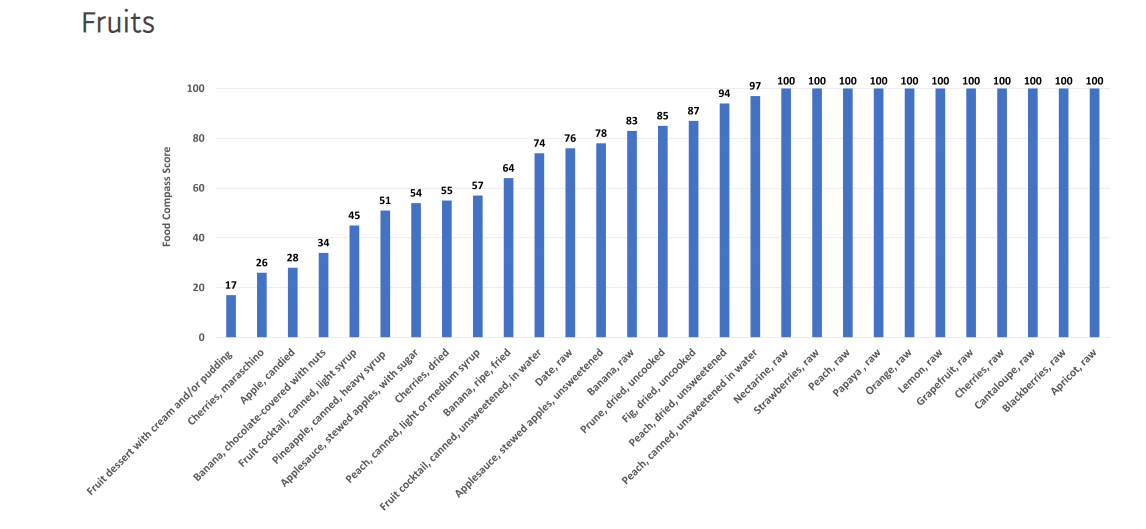 Fruits
Food Compass Score
100
80
60
40
20
0
17
26
28
34
45
51
54
55
57
64
74
76
78
83
85
87
94
97
100
100
100
100
100
100
100
100
100
100
100
Fruit dessert with cream and/or pudding
Cherries, maraschino
Apple, candied
Banana, chocolate-covered with nuts
Fruit cocktail, canned, light syrup
Pineapple, canned, heavy syrup
Applesauce, stewed apples, with sugar
Cherries, dried
Peach, canned, light or medium syrup
Banana, ripe, fried
Fruit cocktail, canned, unsweetened, in water
Date, raw
Applesauce, stewed apples, unsweetened
Banana, raw
Prune, dried, uncooked
Fig, dried, uncooked
Peach, dried, unsweetened
Peach, canned, unsweetened in water
Nectarine, raw
Strawberries, raw
Peach, raw
Papaya , raw
Orange, raw
Lemon, raw
Grapefruit, raw
Cherries, raw
Cantaloupe, raw
Blackberries, raw
Apricot, raw